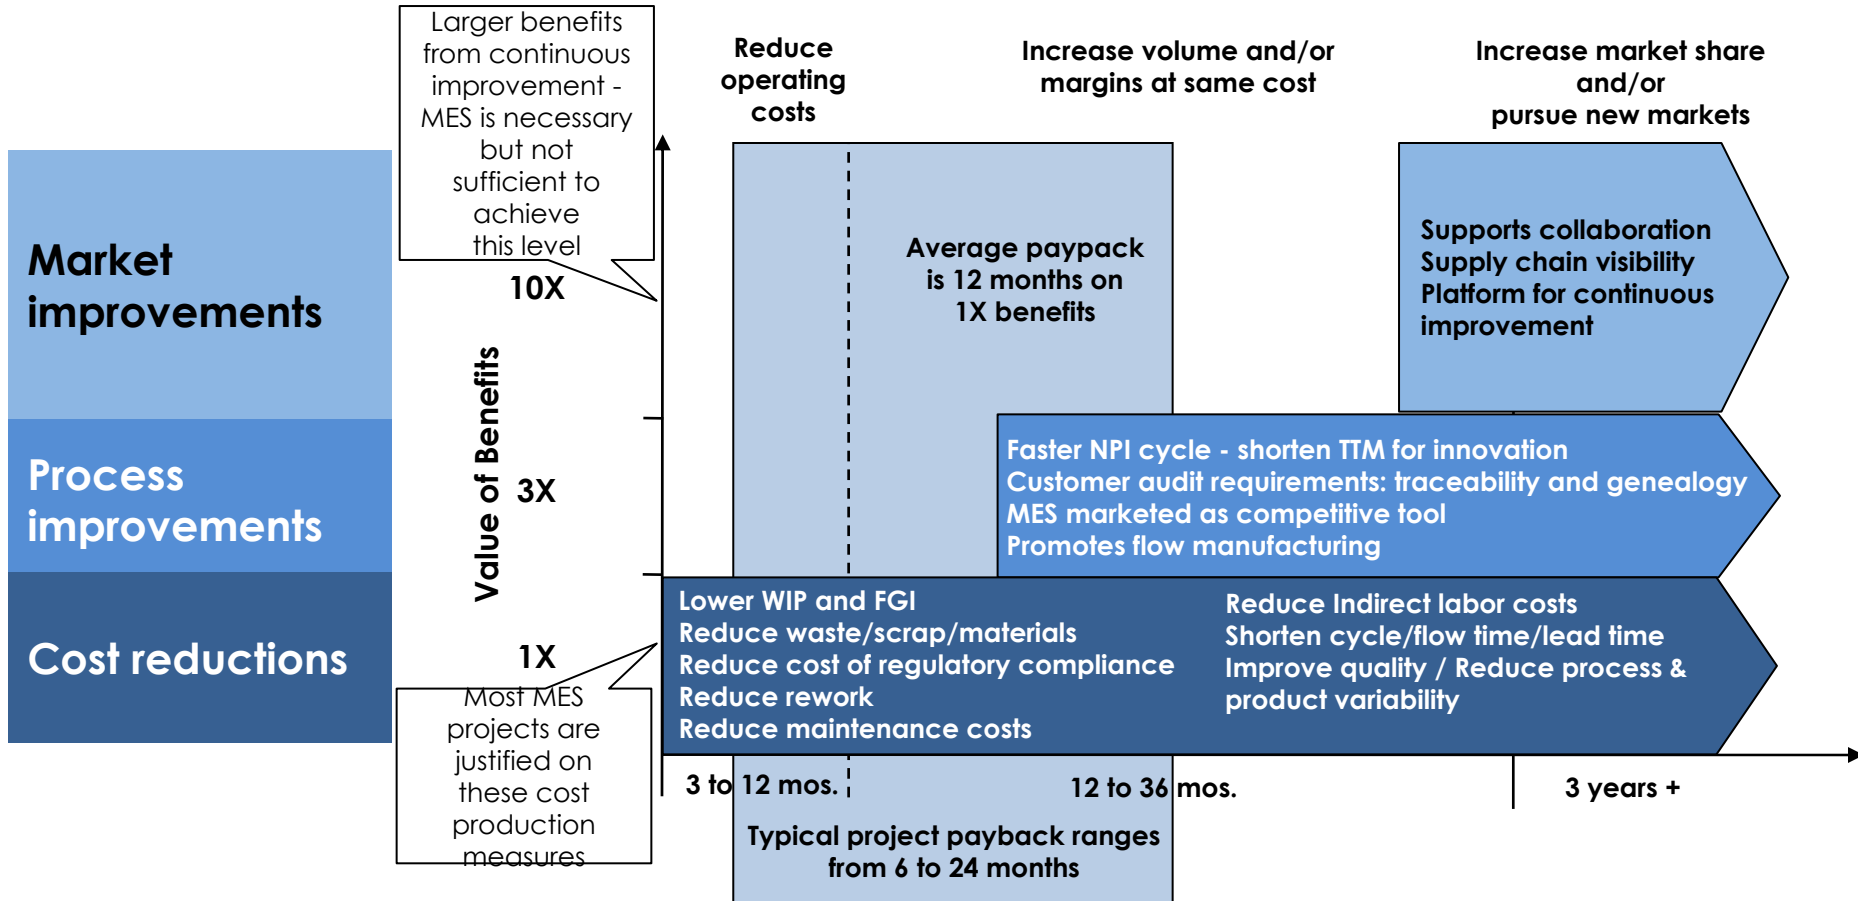 Larger benefits
from continuous
improvement -
MES is necessary
but not
sufficient to
achieve
this level
Reduce
operating
costs
Increase volume and/or
margins at same cost
Increase market share
and/or
pursue new markets
Market
improvements
Process
improvements
Cost reductions
Value of Benefits
10X
3X
1X
Average paypack
is 12 months on
1X benefits
Supports collaboration
Supply chain visibility
Platform for continuous
improvement
Faster NPI cycle - shorten TTM for innovation
Customer audit requirements: traceability and genealogy
MES marketed as competitive tool
Promotes flow manufacturing
Lower WIP and FGI
Reduce waste/scrap/materials
Reduce cost of regulatory compliance
Reduce rework
Reduce maintenance costs
Reduce Indirect labor costs
Shorten cycle/flow time/lead time
Improve quality / Reduce process &
product variability
Most MES
projects are
justified on
these cost
production
measures
3 to 12 mos.
12 to 36 mos.
3 years +
Typical project payback ranges
from 6 to 24 months